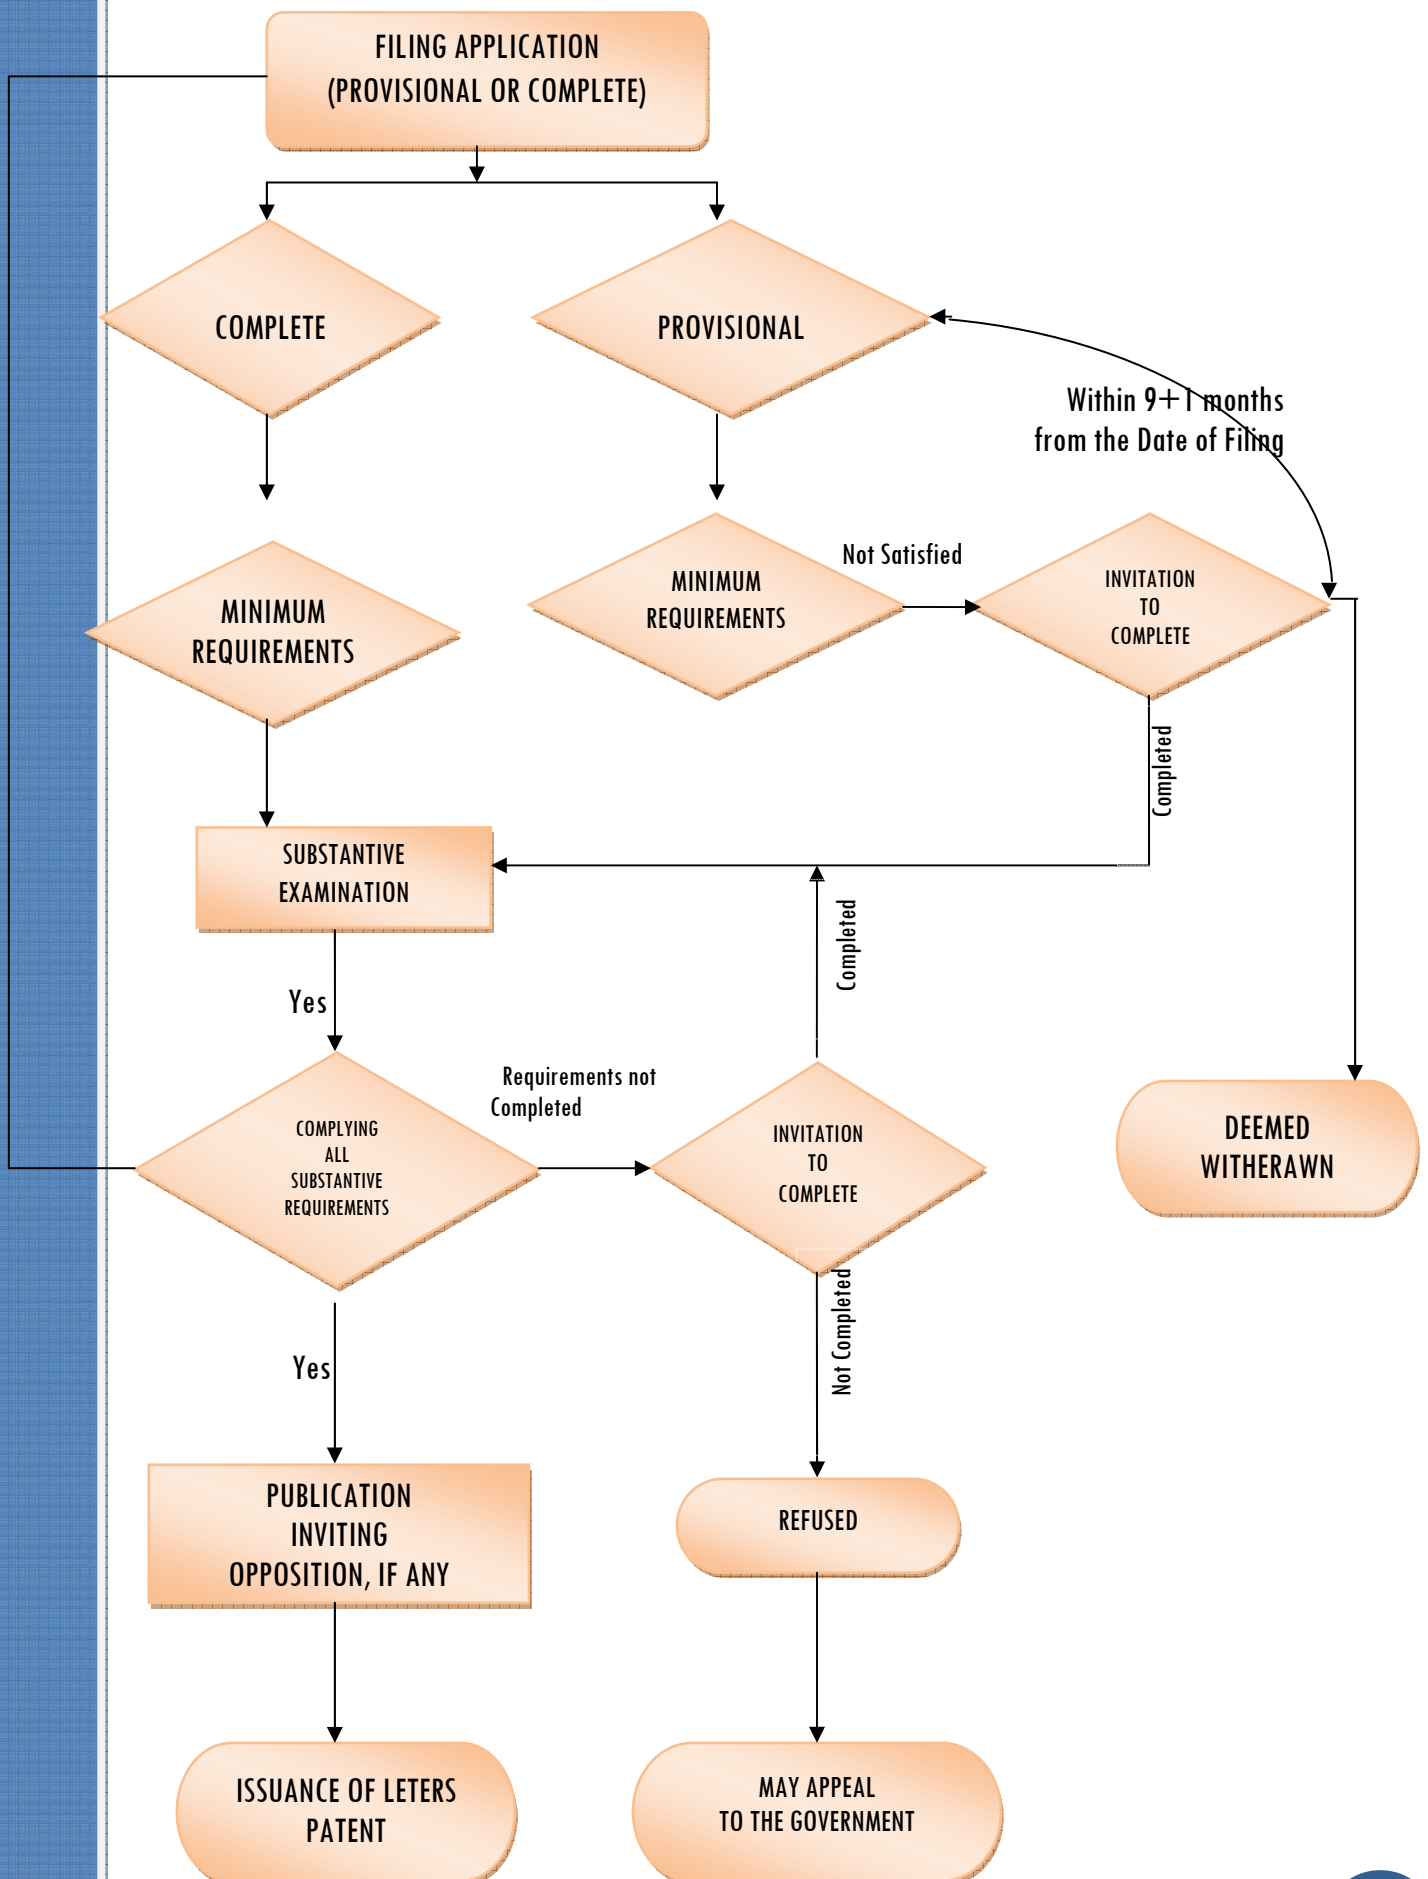 FILING APPLICATION
(PROVISIONAL OR COMPLETE)
COMPLETE
PROVISIONAL
Within 9+1 months
from the Date of Filing
MINIMUM
REQUIREMENTS
MINIMUM
REQUIREMENTS
Not Satisfied
INVITATION
TO
COMPLETE
Completed
SUBSTANTIVE
EXAMINATION
Completed
Yes
Requirements not
Completed
COMPLYING
ALL
SUBSTANTIVE
REQUIREMENTS
INVITATION
TO
COMPLETE
DEEMED
WITHERAWN
Not Completed
Yes
PUBLICATION
INVITING
OPPOSITION, IF ANY
REFUSED
ISSUANCE OF LETERS
PATENT
MAY APPEAL
TO THE GOVERNMENT